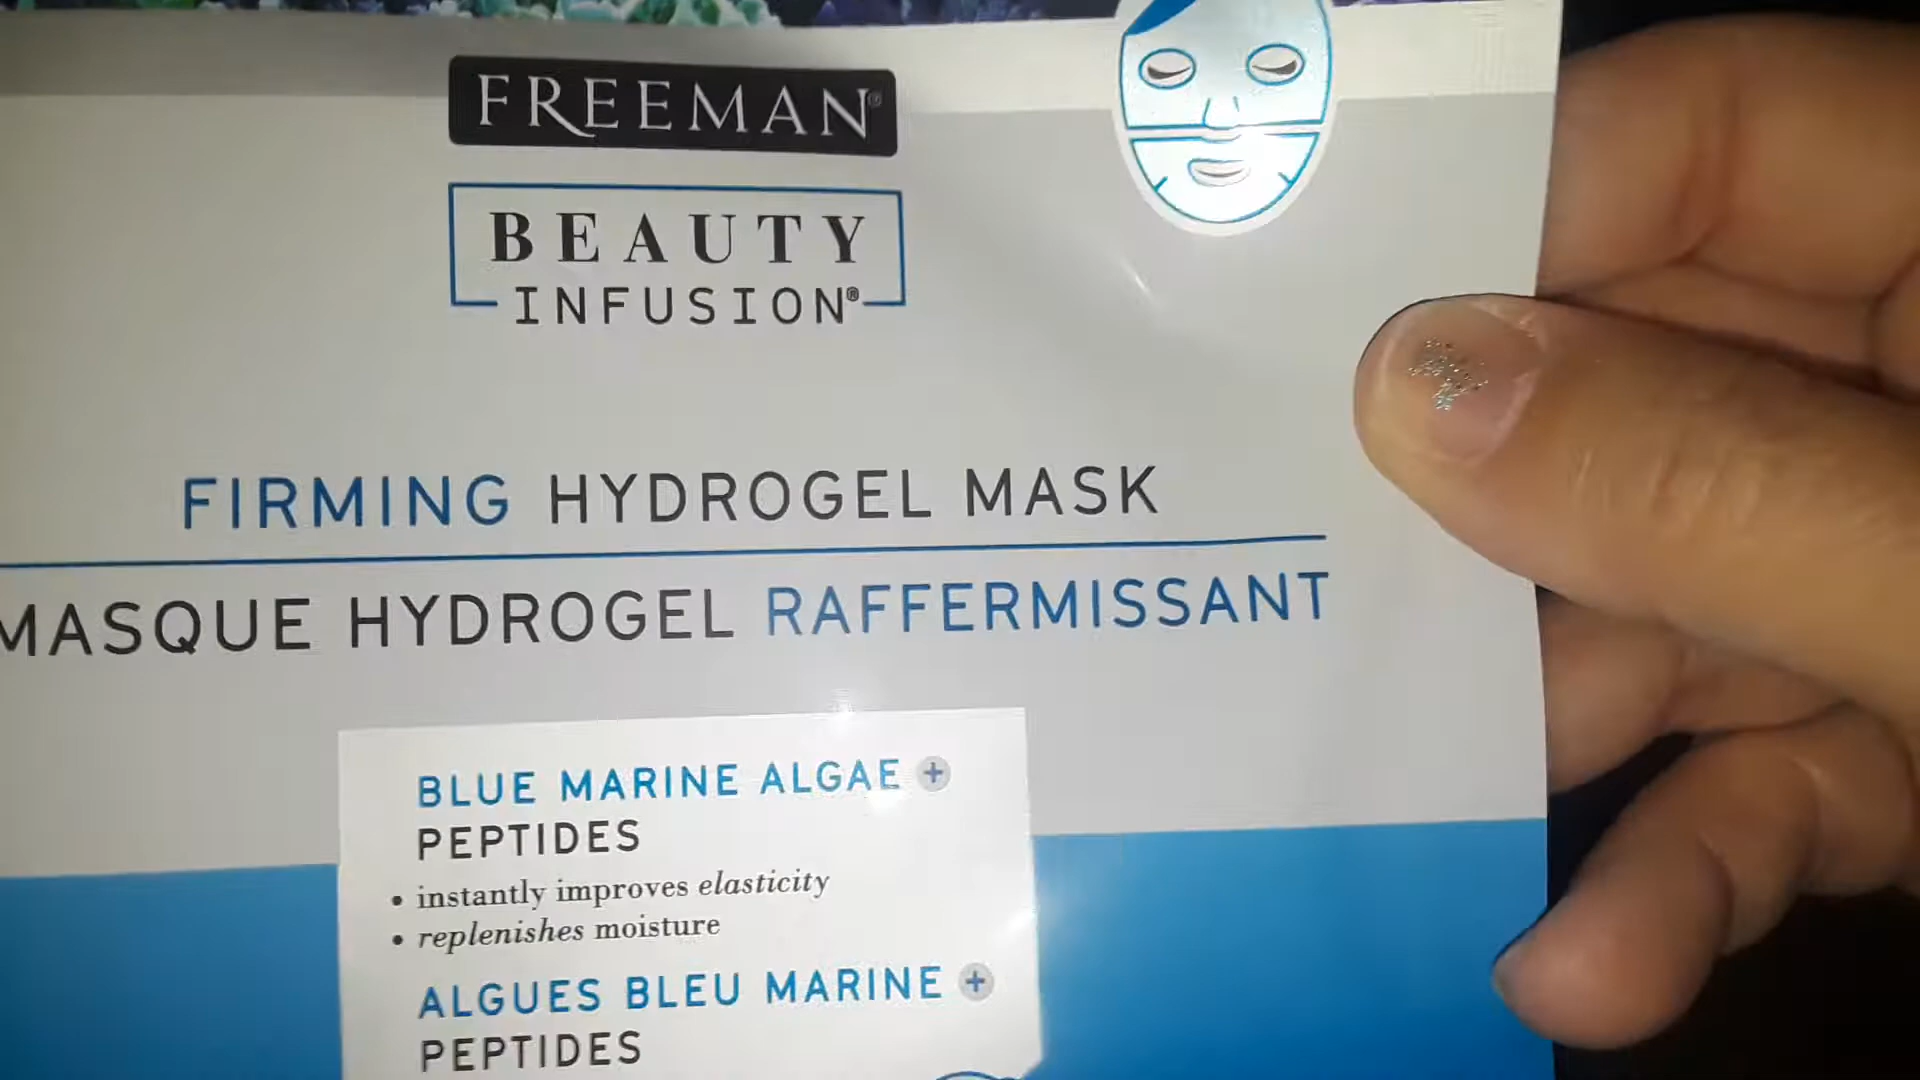 FREEMAN®
BEAUTY
INFUSION®
FIRMING HYDROGEL MASK
MASQUE HYDROGEL RAFFERMISSANT
BLUE MARINE ALGAE +
PEPTIDES
• instantly improves elasticity
• replenishes moisture
ALGUES BLEU MARINE +
PEPTIDES